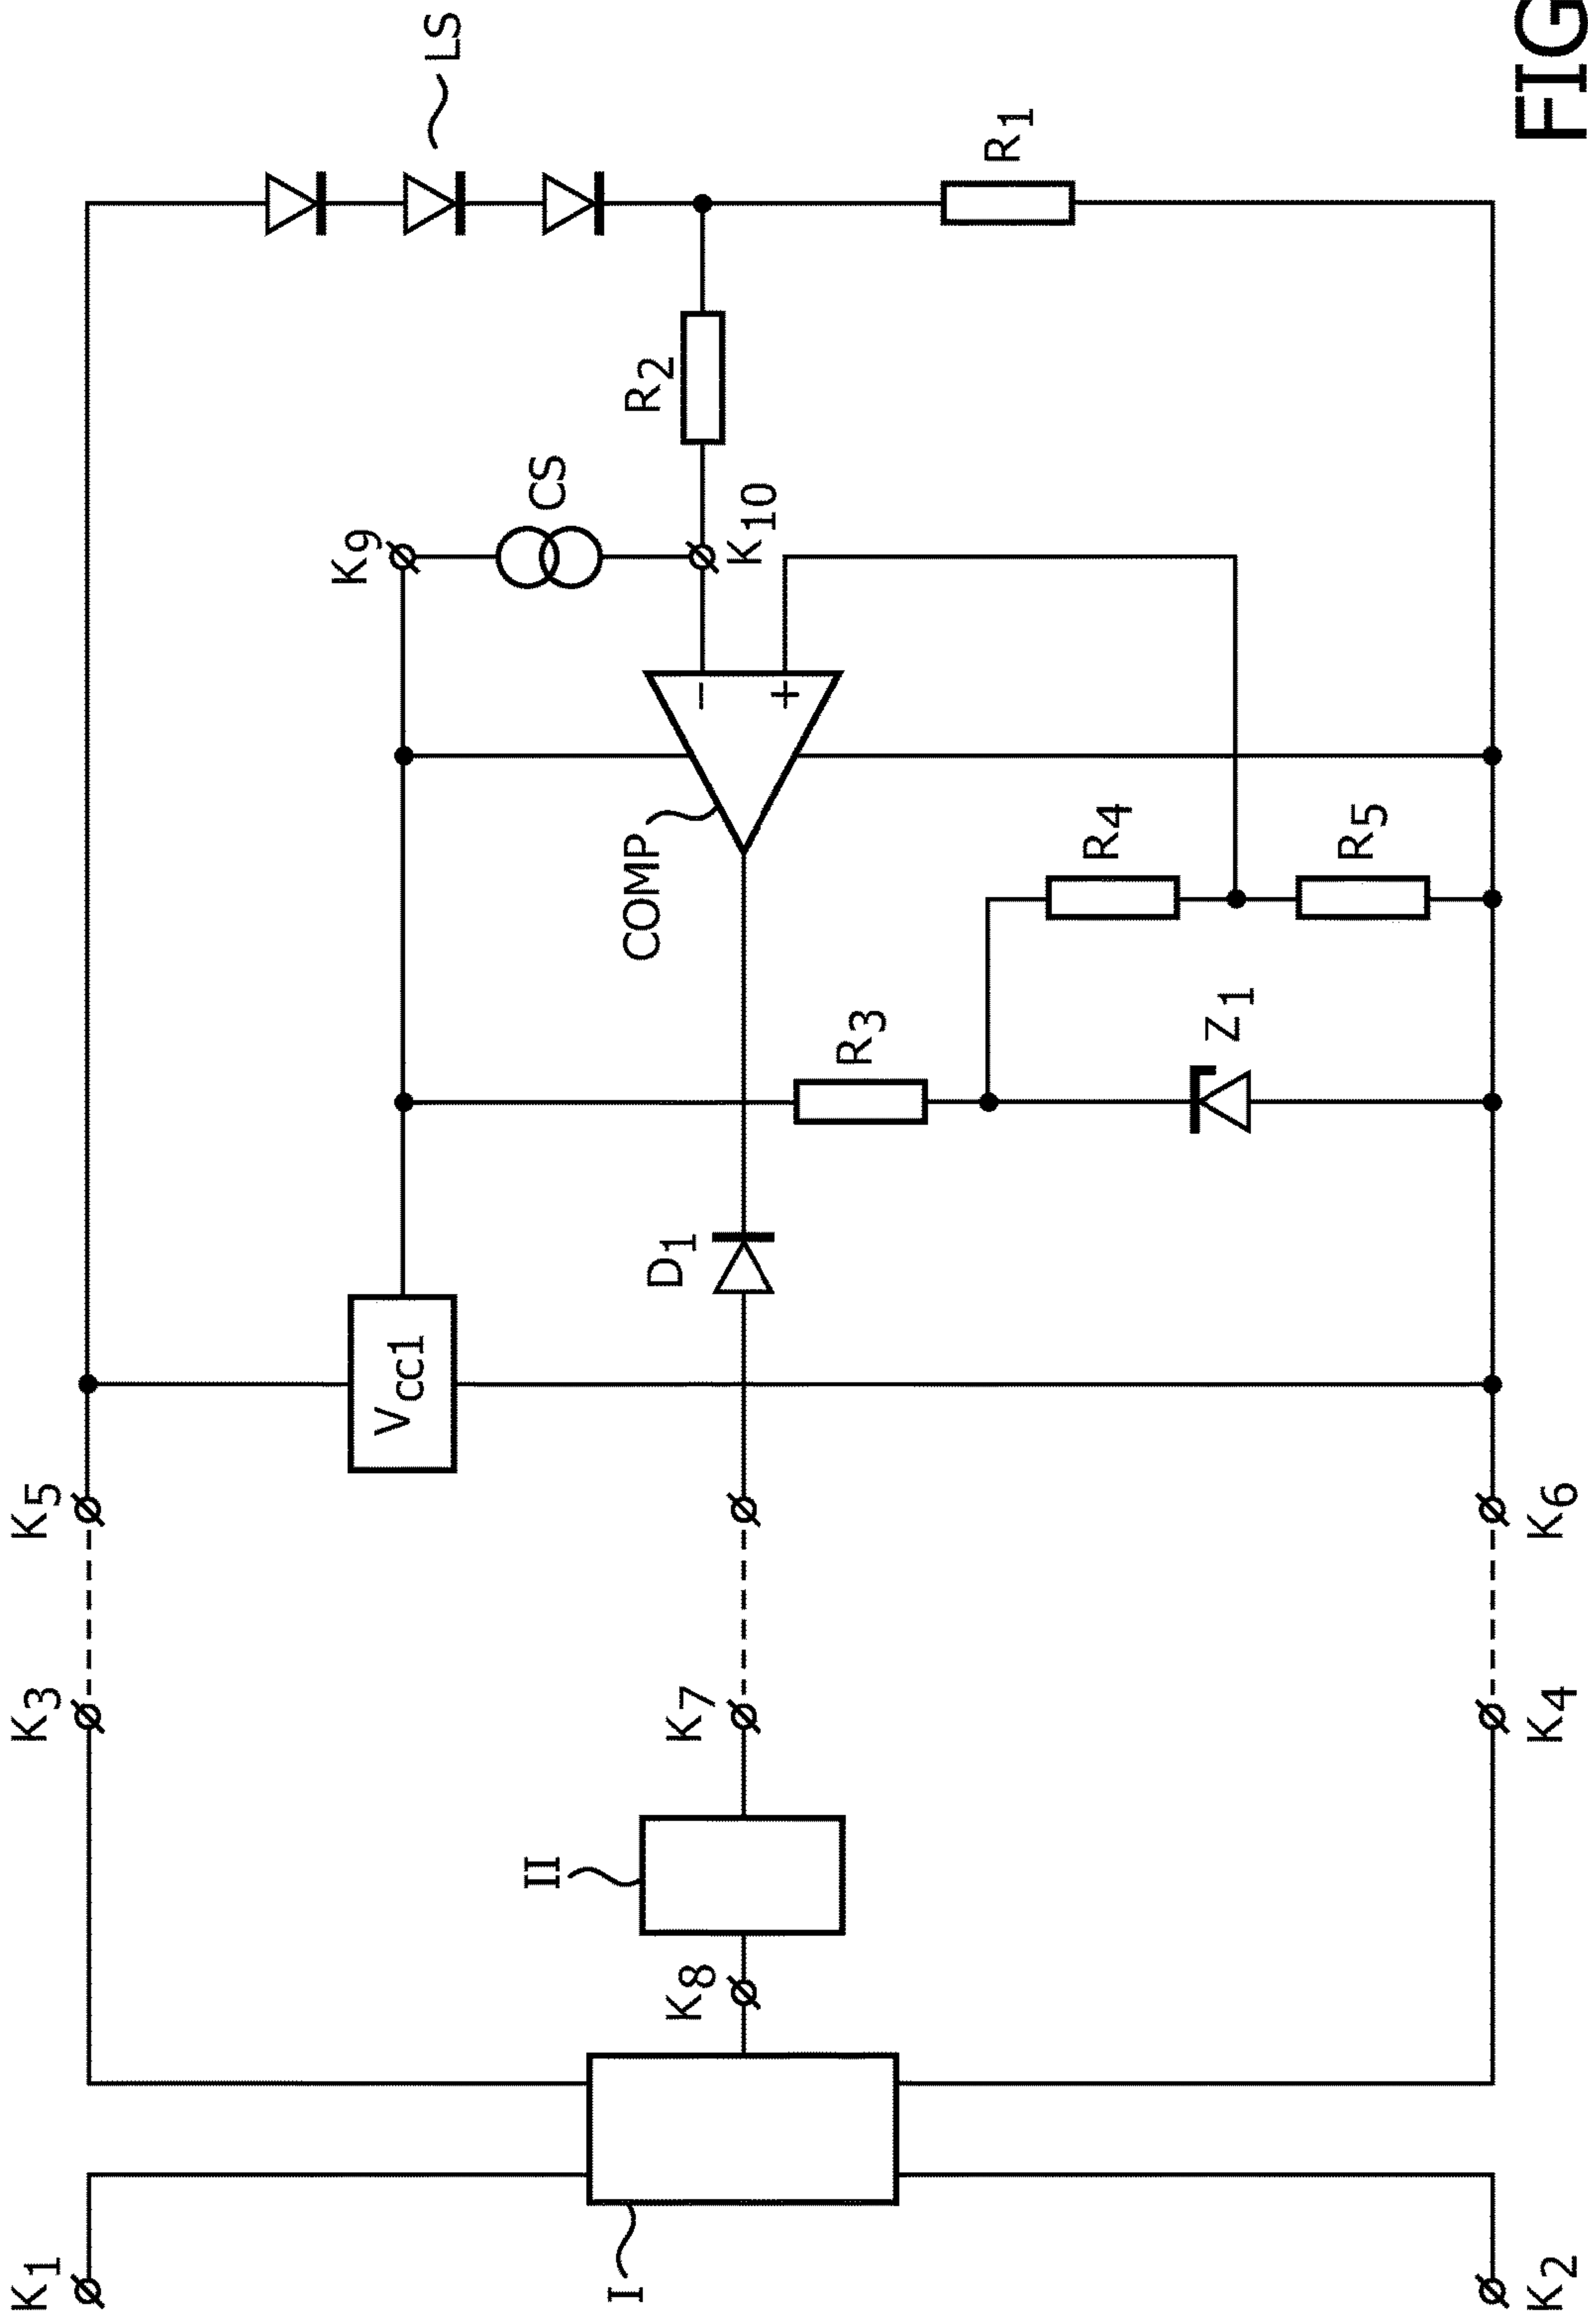 K1
K3
K5
Vcc1
K9
CS
LS
I
K8
II
K7
D1
COMP
−
+
K10
R2
R3
R4
R1
Z1
R5
K2
K4
K6
FIG